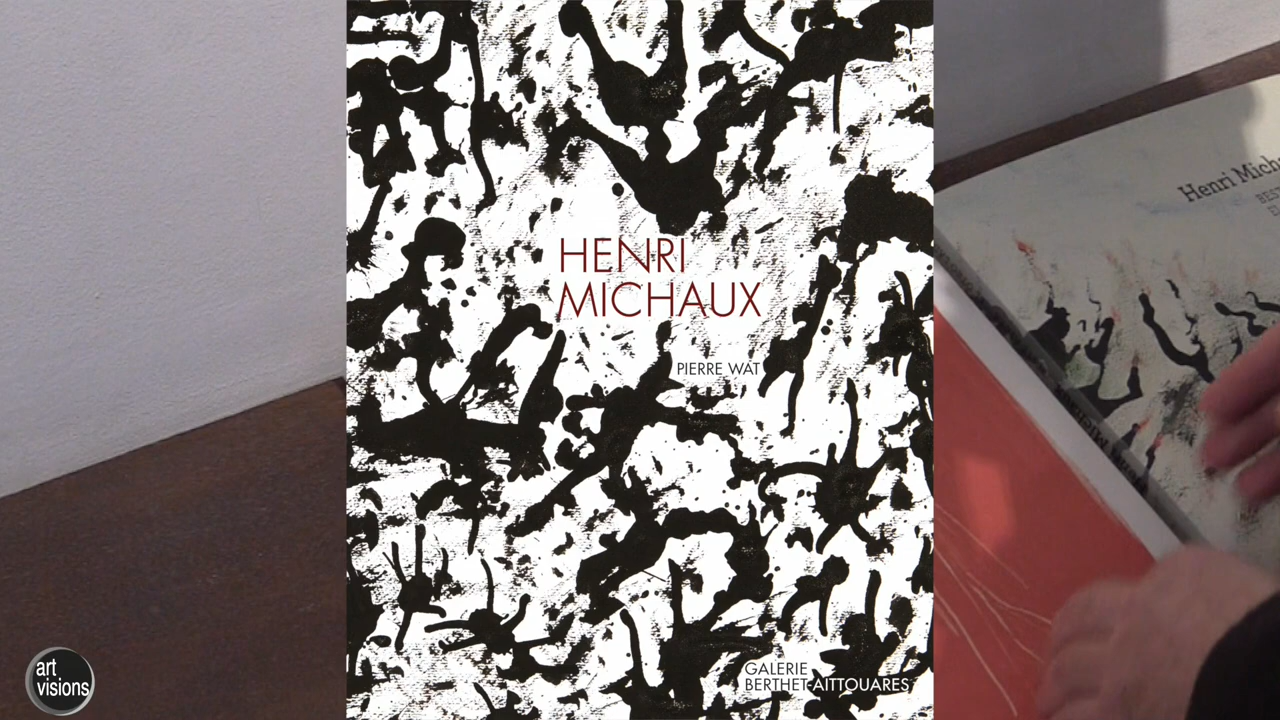 HENRI
MICHAUX
PIERRE WAT
GALERIE
BERTHET-AITTOUARES
Henri Mich
art
visions